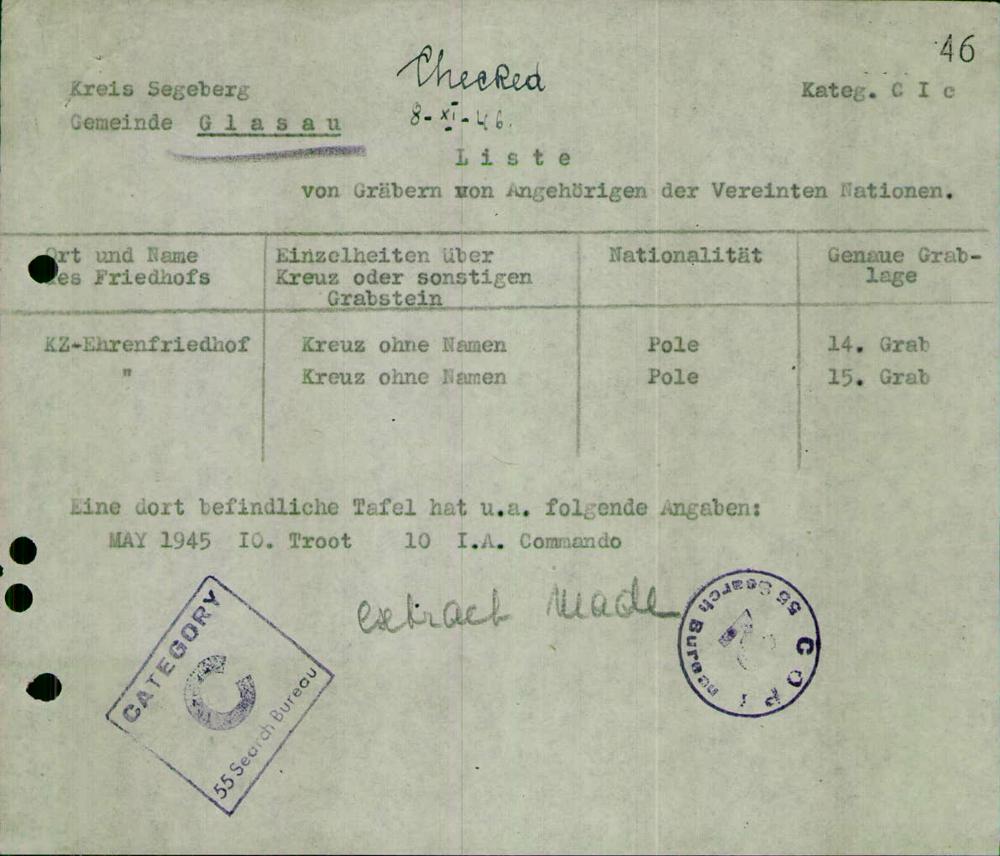 46
Checked
8-XI-46.
Kreis Segeberg
Kateg. C I c
Gemeinde G l a s a u
L i s t e
von Gräbern von Angehörigen der Vereinten Nationen.
Ort und Name des Friedhofs
Einzelheiten über Kreuz oder sonstigen Grabstein
Nationalität
Genaue Grab-lage
KZ-Ehrenfriedhof Kreuz ohne Namen Pole 14. Grab
" Kreuz ohne Namen Pole 15. Grab
Eine dort befindliche Tafel hat u.a. folgende Angaben:
MAY 1945 IO. Troot 10 I.A. Commando
extract made
CATEGORY
C
55 Search Bureau
55 Search Bureau
COPY